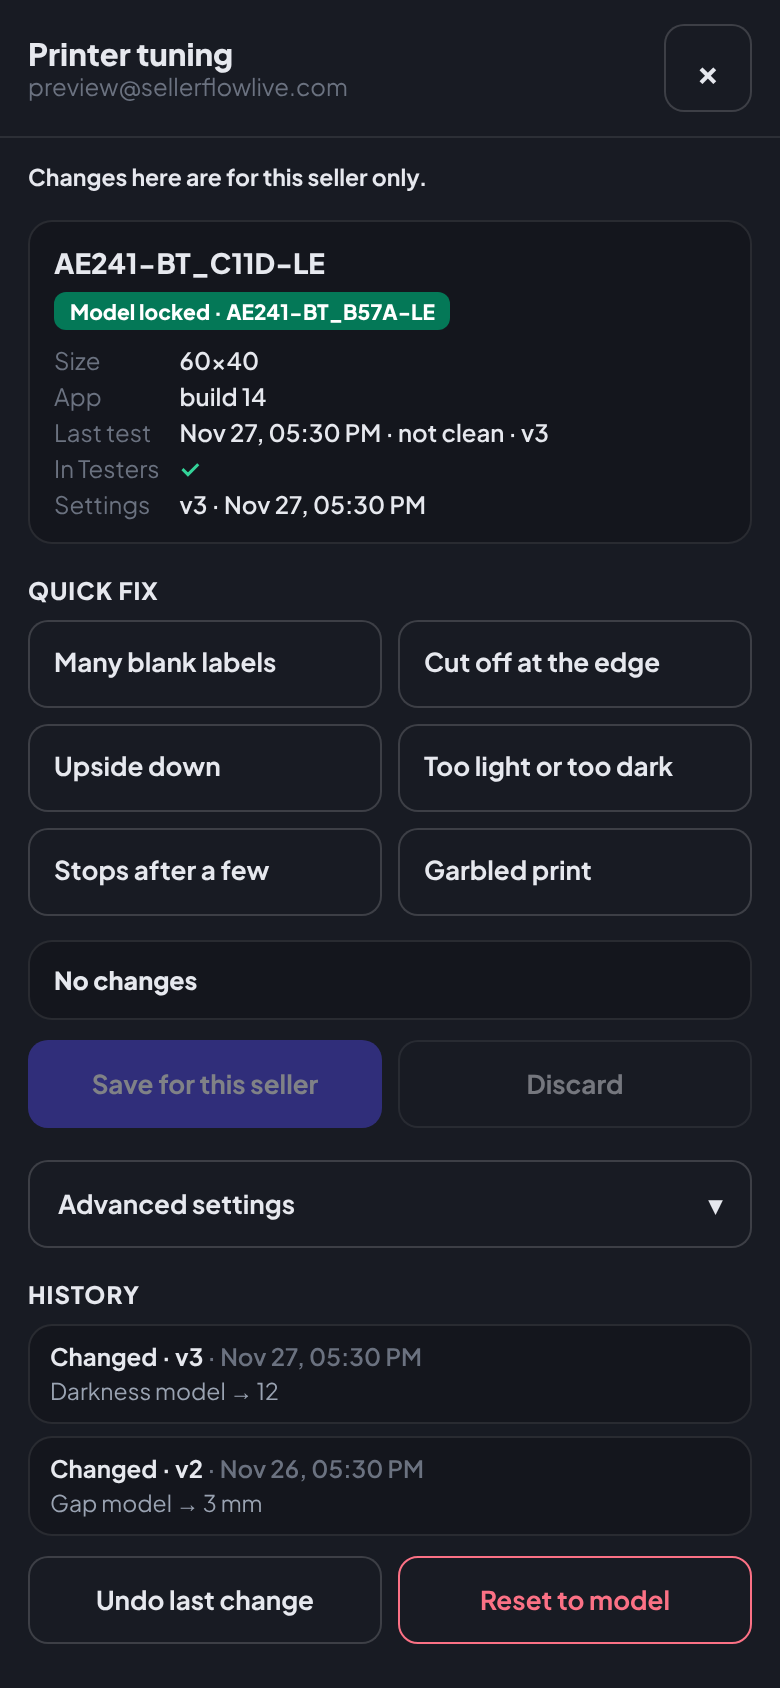 Printer tuning
preview@sellerflowlive.com
×
Changes here are for this seller only.
AE241-BT_C11D-LE
Model locked · AE241-BT_B57A-LE
Size 60×40
App build 14
Last test Nov 27, 05:30 PM · not clean · v3
In Testers ✓
Settings v3 · Nov 27, 05:30 PM
QUICK FIX
Many blank labels
Cut off at the edge
Upside down
Too light or too dark
Stops after a few
Garbled print
No changes
Save for this seller
Discard
Advanced settings ▼
HISTORY
Changed · v3 · Nov 27, 05:30 PM
Darkness model → 12
Changed · v2 · Nov 26, 05:30 PM
Gap model → 3 mm
Undo last change
Reset to model